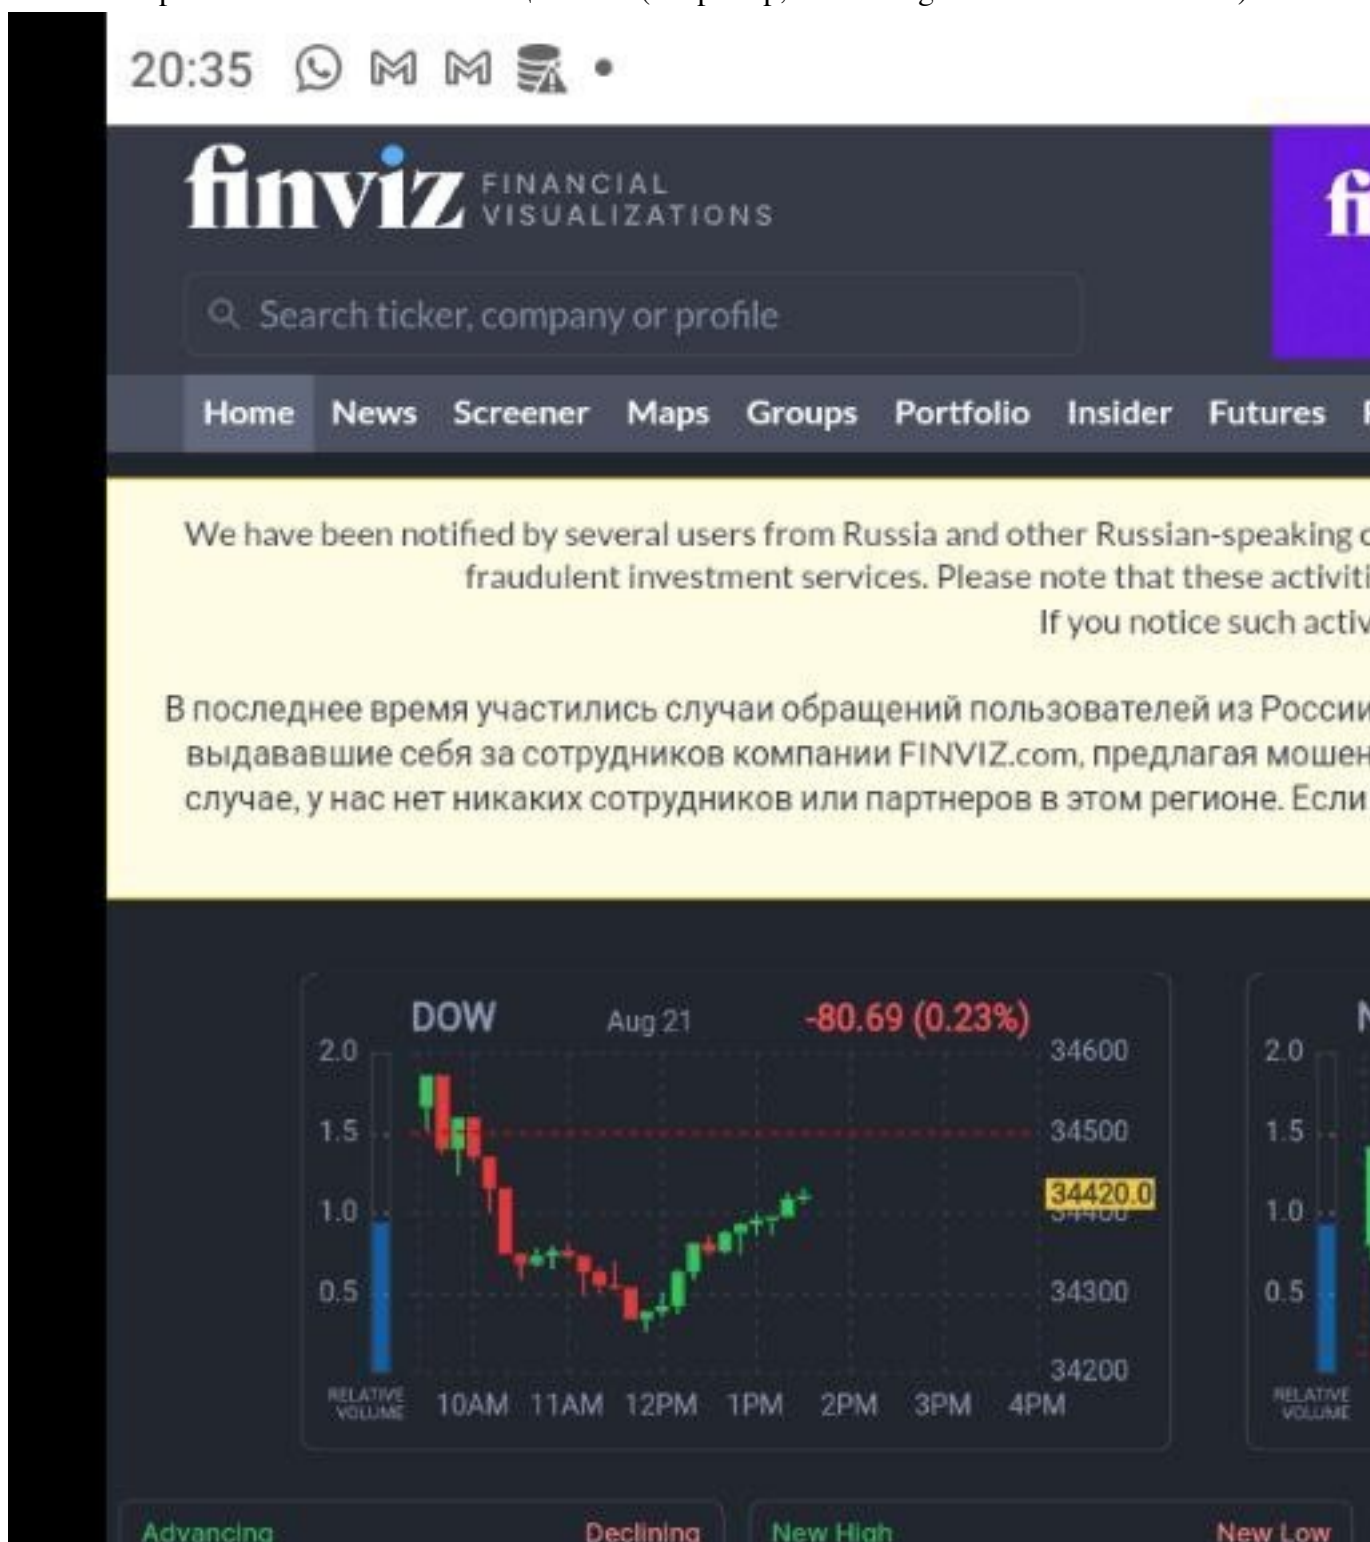 20:35
finviz FINANCIAL
VISUALIZATIONS
fi
Search ticker, company or profile
Home News Screener Maps Groups Portfolio Insider Futures
We have been notified by several users from Russia and other Russian-speaking
fraudulent investment services. Please note that these activiti
If you notice such activ
В последнее время участились случаи обращений пользователей из России
выдававшие себя за сотрудников компании FINVIZ.com, предлагая мошен
случае, у нас нет никаких сотрудников или партнеров в этом регионе. Если
DOW Aug 21 -80.69 (0.23%)
2.0 34600 2.0
1.5 34500 1.5
34420.0
1.0 34400 1.0
0.5 34300 0.5
34200
RELATIVE
VOLUME
10AM 11AM 12PM 1PM 2PM 3PM 4PM
RELATIVE
VOLUME
Advancing Declining New High New Low